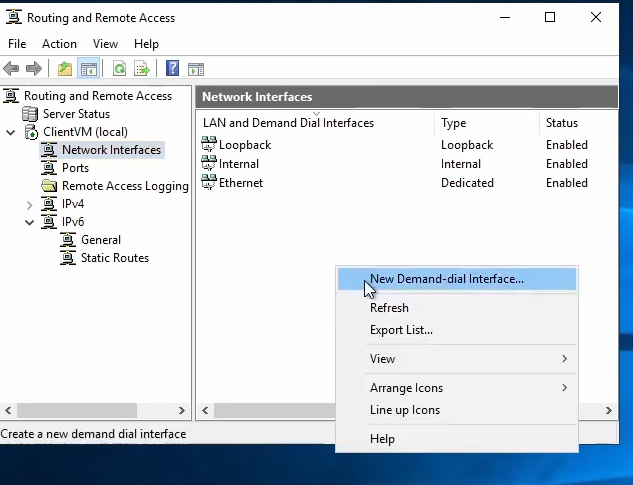 Routing and Remote Access
File Action View Help
Routing and Remote Access
Server Status
ClientVM (local)
Network Interfaces
Ports
Remote Access Logging
IPv4
IPv6
General
Static Routes
Network Interfaces
LAN and Demand Dial Interfaces Type Status
Loopback Loopback Enabled
Internal Internal Enabled
Ethernet Dedicated Enabled
New Demand-dial Interface...
Refresh
Export List...
View
Arrange Icons
Line up Icons
Help
Create a new demand dial interface